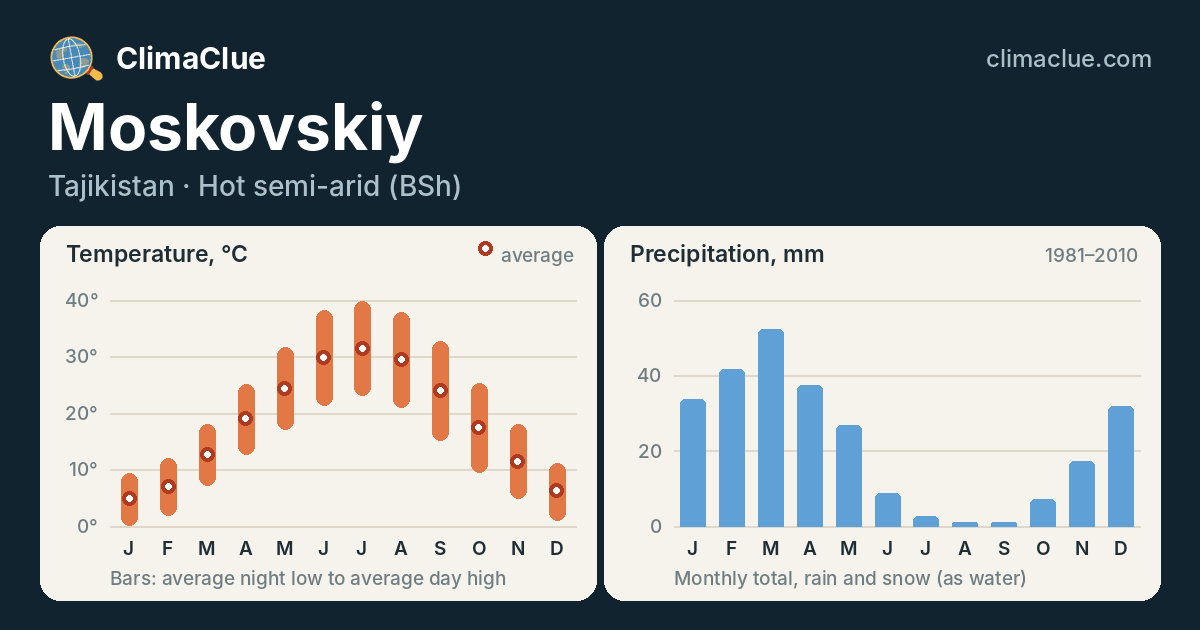 ClimaClue
climaclue.com
Moskovskiy
Tajikistan · Hot semi-arid (BSh)
Temperature, °C
average
40°
30°
20°
10°
0°
J F M A M J J A S O N D
Bars: average night low to average day high
Precipitation, mm
1981–2010
60
40
20
0
J F M A M J J A S O N D
Monthly total, rain and snow (as water)